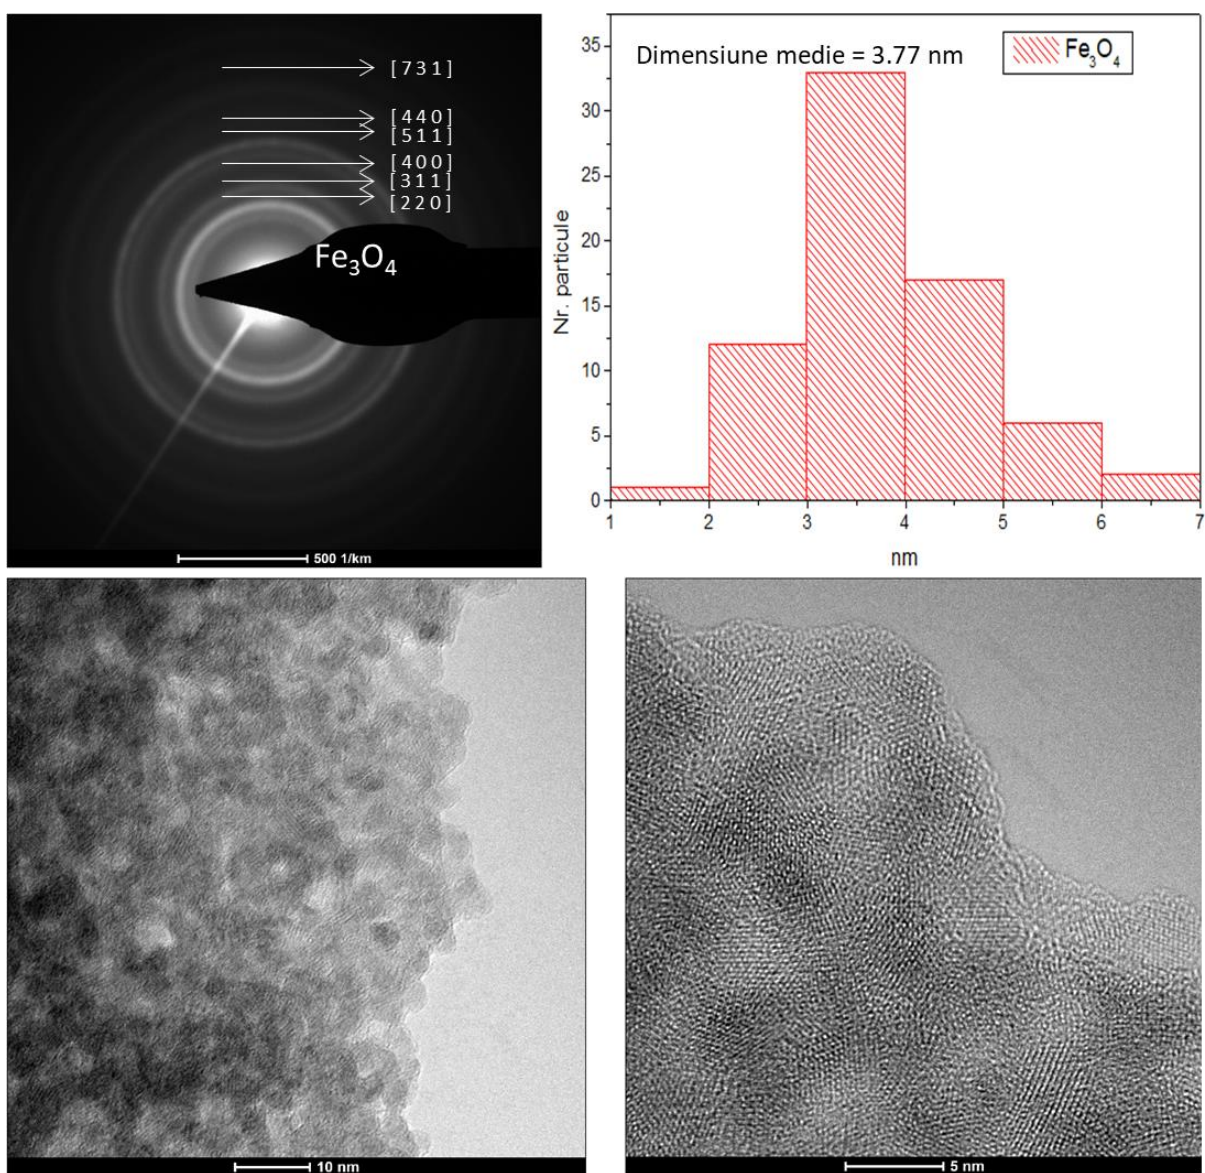 [731]
[440]
[511]
[400]
[311]
[220]
Fe₃O₄
500 1/km
Dimensiune medie = 3.77 nm
Fe₃O₄
35
30
25
20
15
10
5
0
Nr. particule
1 2 3 4 5 6 7
nm
10 nm
5 nm